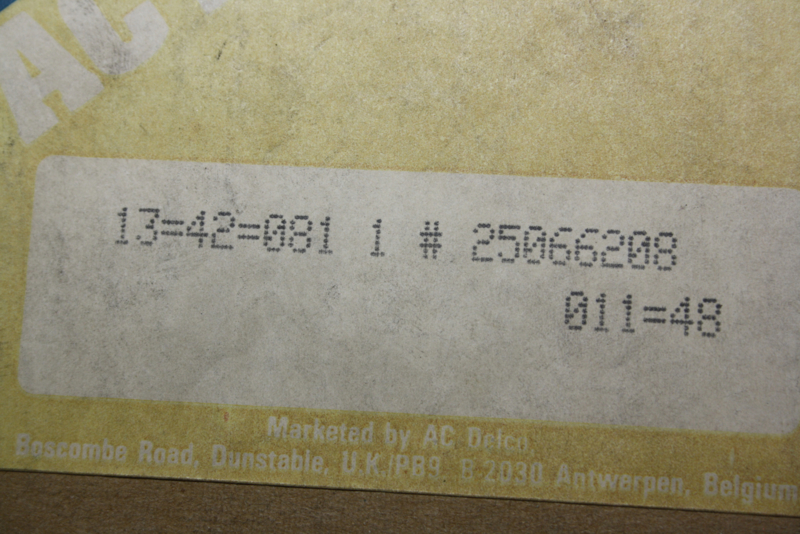 AC
13=42=081 1 # 25066208
011=48
Marketed by AC Delco
Boscombe Road, Dunstable, U.K./PB9 B 2030 Antwerpen, Belgium